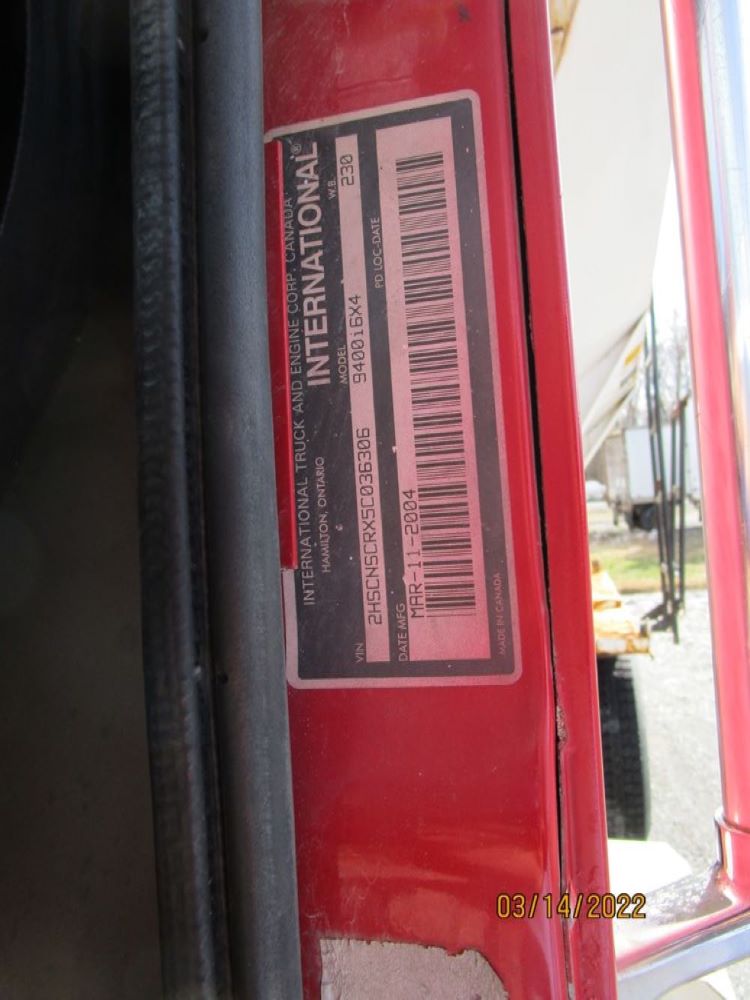 INTERNATIONAL TRUCK AND ENGINE CORP. CANADA
HAMILTON, ONTARIO INTERNATIONAL®
VIN MODEL W.B.
2HSCNSCRX5C036306 9400i6X4 230
DATE MFG PD LOC-DATE
MAR-11-2004
MADE IN CANADA
03/14/2022